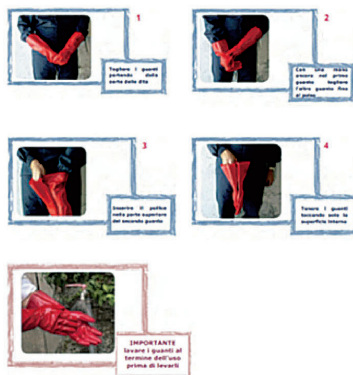 1
Togliere i guanti
partendo dalla
parte delle dita
2
Con una mano
ancora nel primo
guanto togliere
l'altro guanto fino
al polso
3
Inserire il pollice
nella parte superiore
del secondo guanto
4
Tenere i guanti
toccando solo la
superficie interna
IMPORTANTE
lavare i guanti al
termine dell'uso
prima di levarli